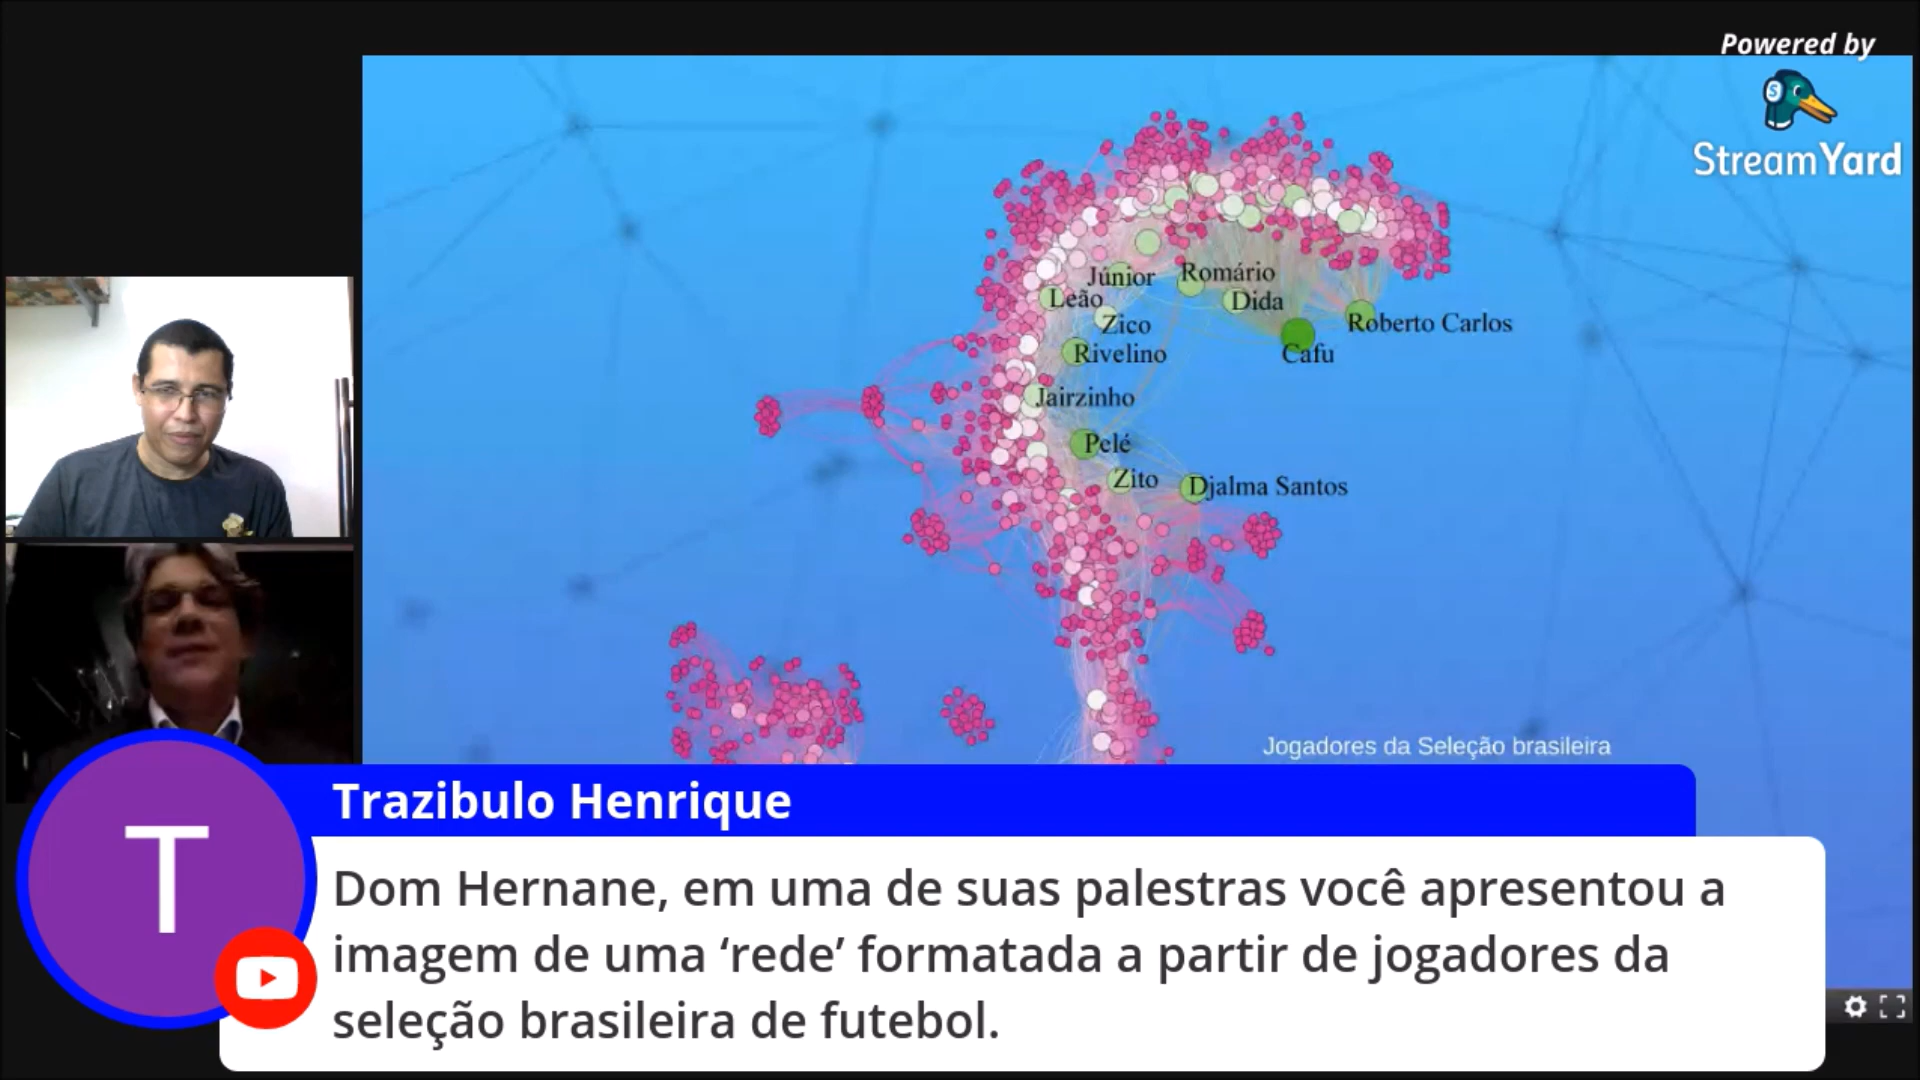 Powered by
StreamYard
Júnior
Romário
Leão
Dida
Zico
Roberto Carlos
Rivelino
Cafu
Jairzinho
Pelé
Zito
Djalma Santos
Jogadores da Seleção brasileira
T
Trazibulo Henrique
Dom Hernane, em uma de suas palestras você apresentou a
imagem de uma ‘rede’ formatada a partir de jogadores da
seleção brasileira de futebol.